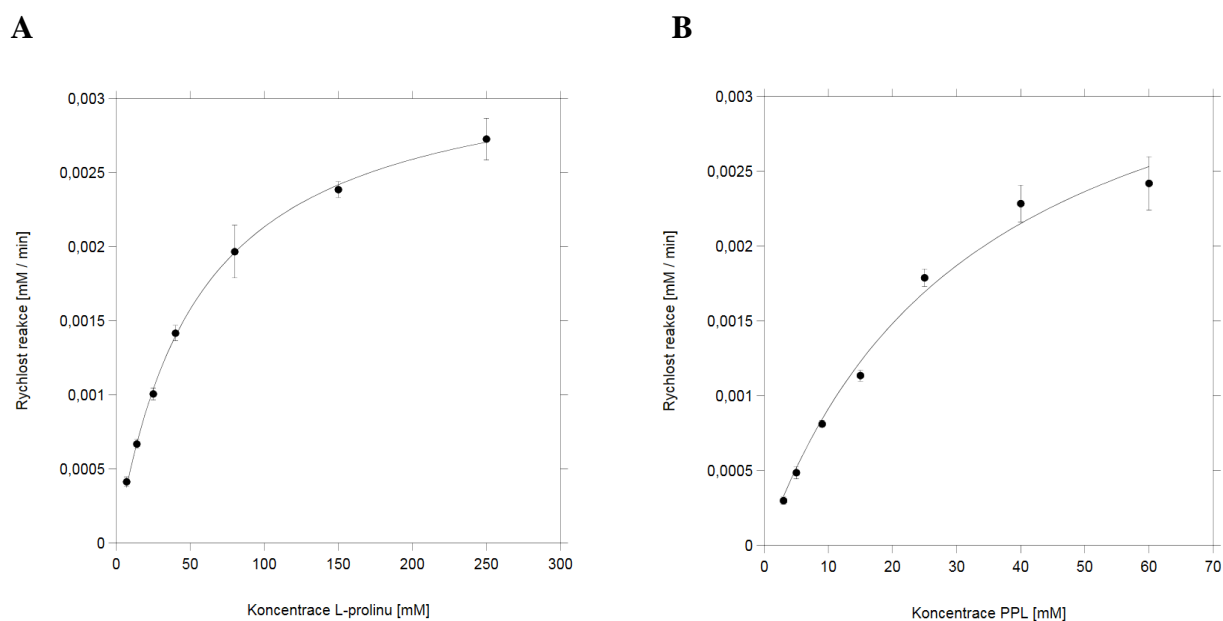 A
B
0,003
0,0025
0,002
0,0015
0,001
0,0005
0
0 50 100 150 200 250 300
Rychlost reakce [mM / min]
Koncentrace L-prolinu [mM]
0,003
0,0025
0,002
0,0015
0,001
0,0005
0
0 10 20 30 40 50 60 70
Rychlost reakce [mM / min]
Koncentrace PPL [mM]